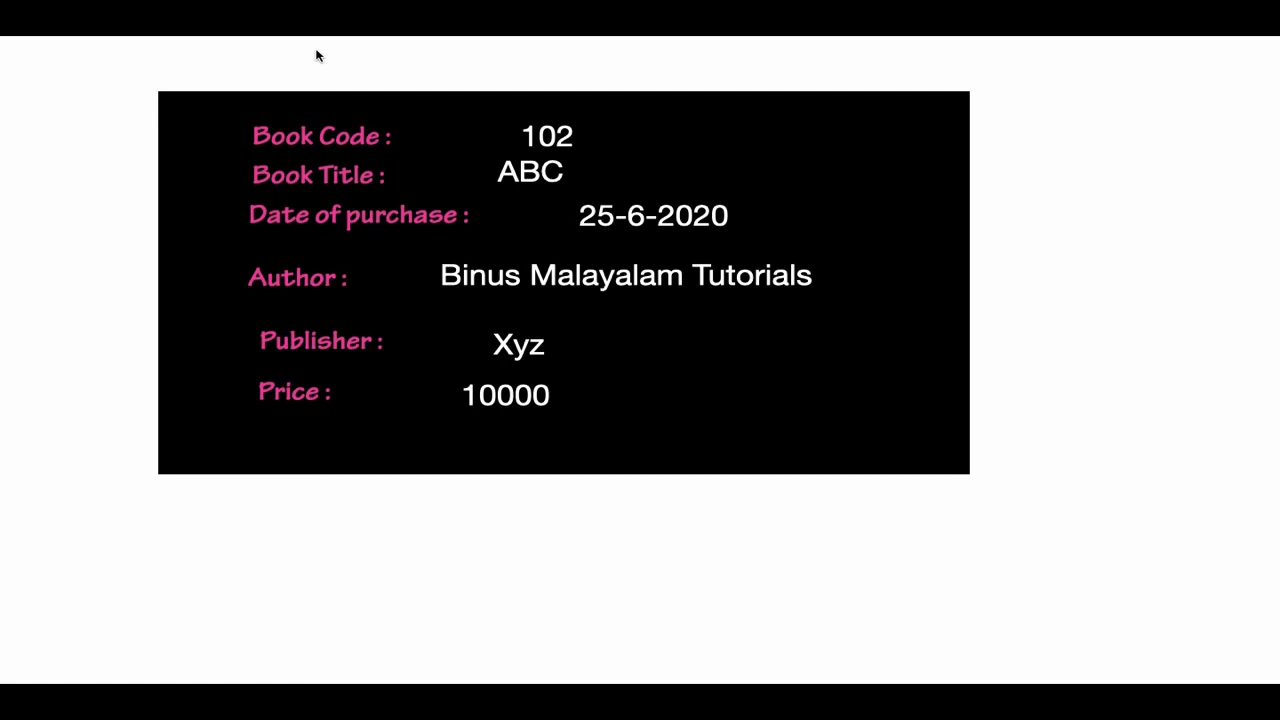 Book Code : 102
Book Title : ABC
Date of purchase : 25-6-2020
Author : Binus Malayalam Tutorials
Publisher : Xyz
Price : 10000